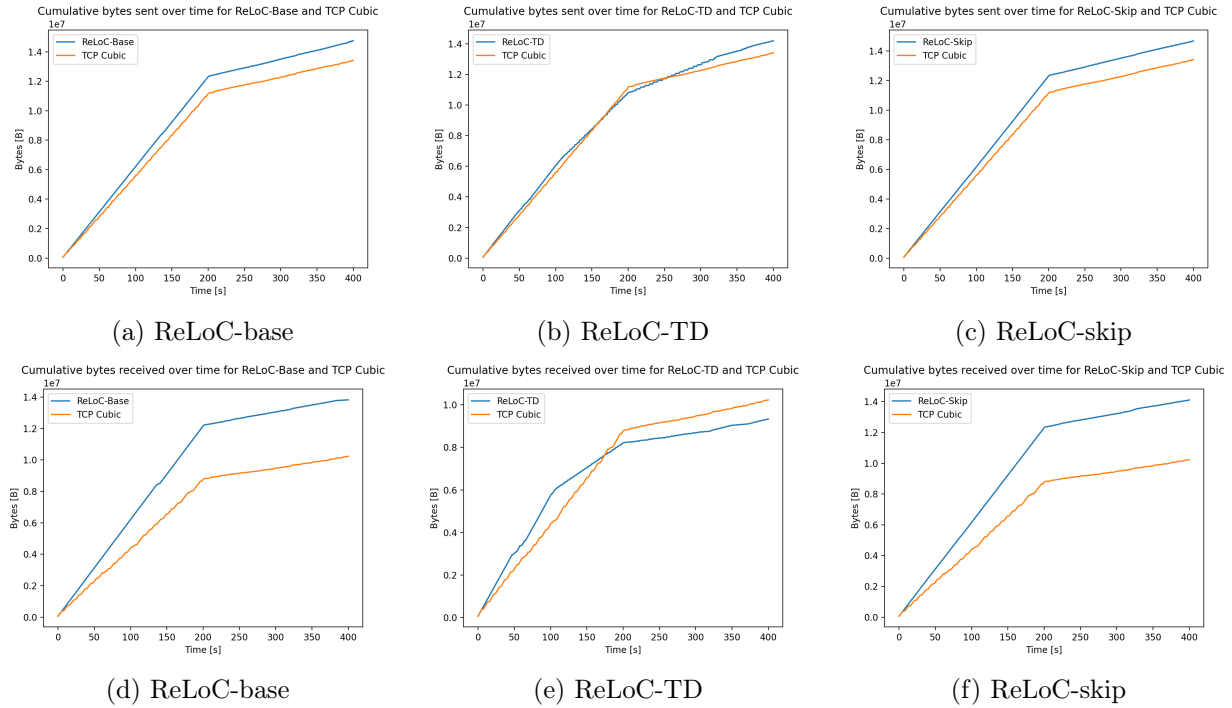 Cumulative bytes sent over time for ReLoC-Base and TCP Cubic
1e7
ReLoC-Base
TCP Cubic
1.4
1.2
1.0
0.8
0.6
0.4
0.2
0.0
Bytes [B]
0 50 100 150 200 250 300 350 400
Time [s]
(a) ReLoC-base
Cumulative bytes sent over time for ReLoC-TD and TCP Cubic
1e7
ReLoC-TD
TCP Cubic
1.4
1.2
1.0
0.8
0.6
0.4
0.2
0.0
Bytes [B]
0 50 100 150 200 250 300 350 400
Time [s]
(b) ReLoC-TD
Cumulative bytes sent over time for ReLoC-Skip and TCP Cubic
1e7
ReLoC-Skip
TCP Cubic
1.4
1.2
1.0
0.8
0.6
0.4
0.2
0.0
Bytes [B]
0 50 100 150 200 250 300 350 400
Time [s]
(c) ReLoC-skip
Cumulative bytes received over time for ReLoC-Base and TCP Cubic
1e7
ReLoC-Base
TCP Cubic
1.4
1.2
1.0
0.8
0.6
0.4
0.2
0.0
Bytes [B]
0 50 100 150 200 250 300 350 400
Time [s]
(d) ReLoC-base
Cumulative bytes received over time for ReLoC-TD and TCP Cubic
1e7
ReLoC-TD
TCP Cubic
1.0
0.8
0.6
0.4
0.2
0.0
Bytes [B]
0 50 100 150 200 250 300 350 400
Time [s]
(e) ReLoC-TD
Cumulative bytes received over time for ReLoC-Skip and TCP Cubic
1e7
ReLoC-Skip
TCP Cubic
1.4
1.2
1.0
0.8
0.6
0.4
0.2
0.0
Bytes [B]
0 50 100 150 200 250 300 350 400
Time [s]
(f) ReLoC-skip